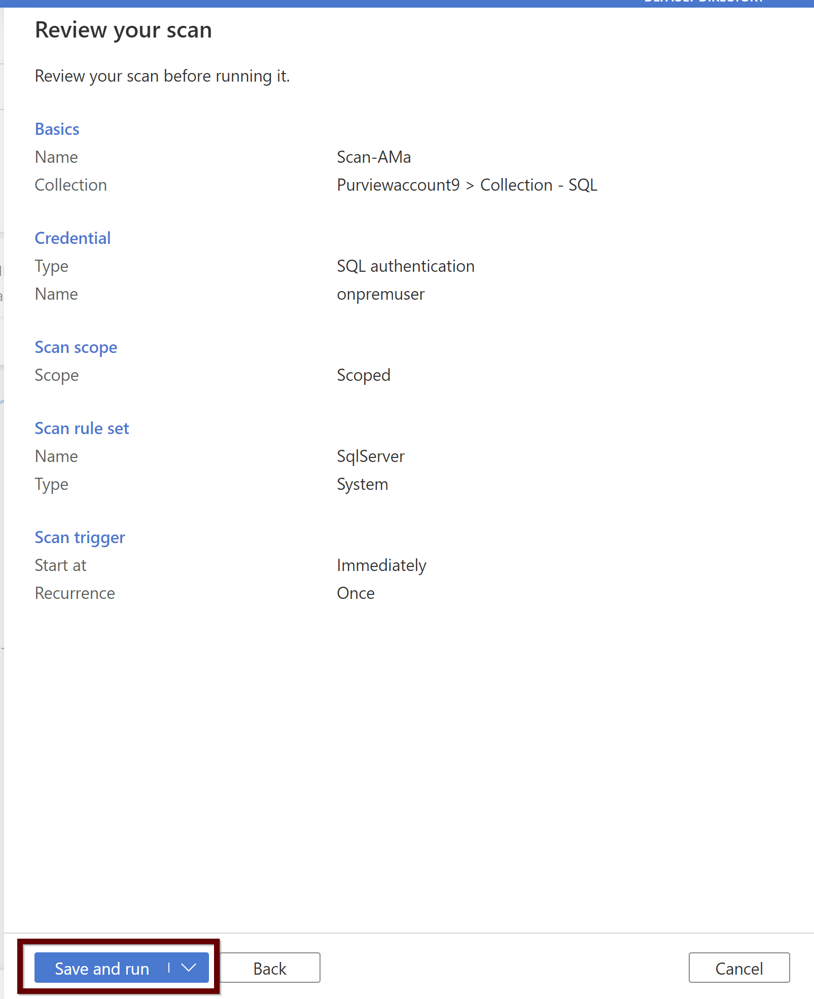 DEFAULT DIRECTORY
Review your scan
Review your scan before running it.
Basics
Name Scan-AMa
Collection Purviewaccount9 > Collection - SQL
Credential
Type SQL authentication
Name onpremuser
Scan scope
Scope Scoped
Scan rule set
Name SqlServer
Type System
Scan trigger
Start at Immediately
Recurrence Once
Save and run Back Cancel